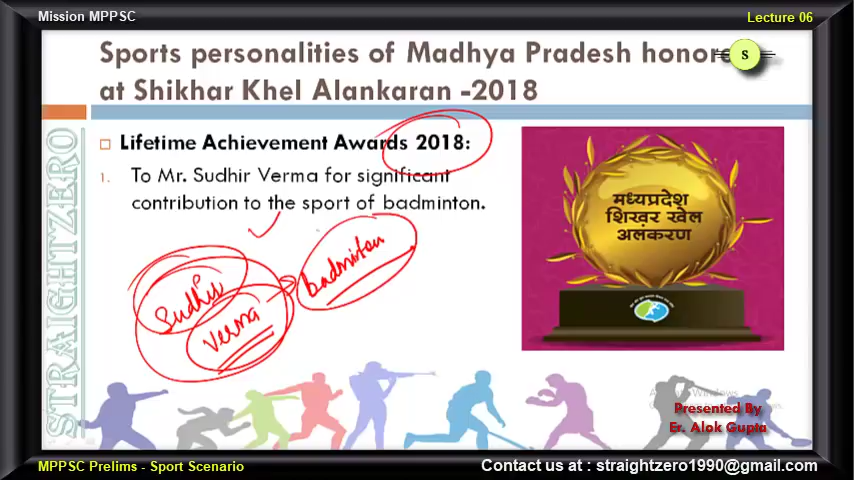 Mission MPPSC
Lecture 06
Sports personalities of Madhya Pradesh honore
S
at Shikhar Khel Alankaran -2018
STRAIGHTZERO
Lifetime Achievement Awards 2018:
1. To Mr. Sudhir Verma for significant
contribution to the sport of badminton.
मध्यप्रदेश
शिखर खेल
अलंकरण
badminton
Sudhir
Verma
Presented By
Er. Alok Gupta
MPPSC Prelims - Sport Scenario
Contact us at : straightzero1990@gmail.com